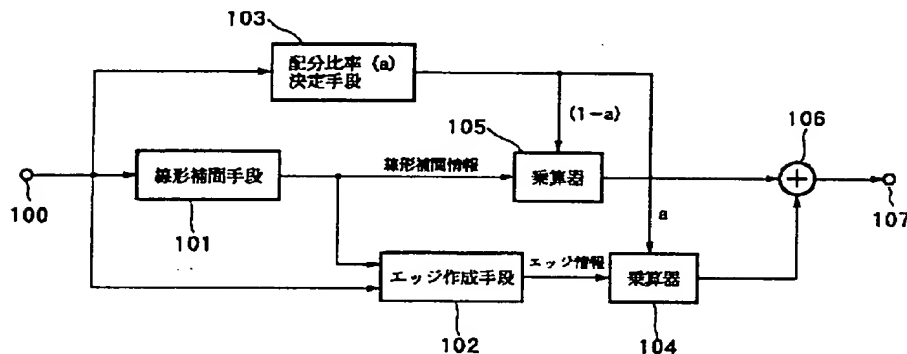 103
配分比率 (a)
決定手段
(1-a)
105
106
線形補間手段
線形補間情報
乗算器
100
101
107
a
エッジ作成手段
エッジ情報
乗算器
102
104